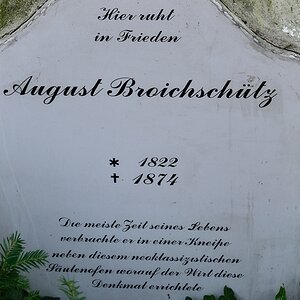 Hier ruht
in Frieden
August Broichschütz
* 1822
† 1874
Die meiste Zeit seines Lebens
verbrachte er in einer Kneipe
neben diesem neoklassizistischen
Säulenofen worauf der Wirt diese
Denkmal errichtete